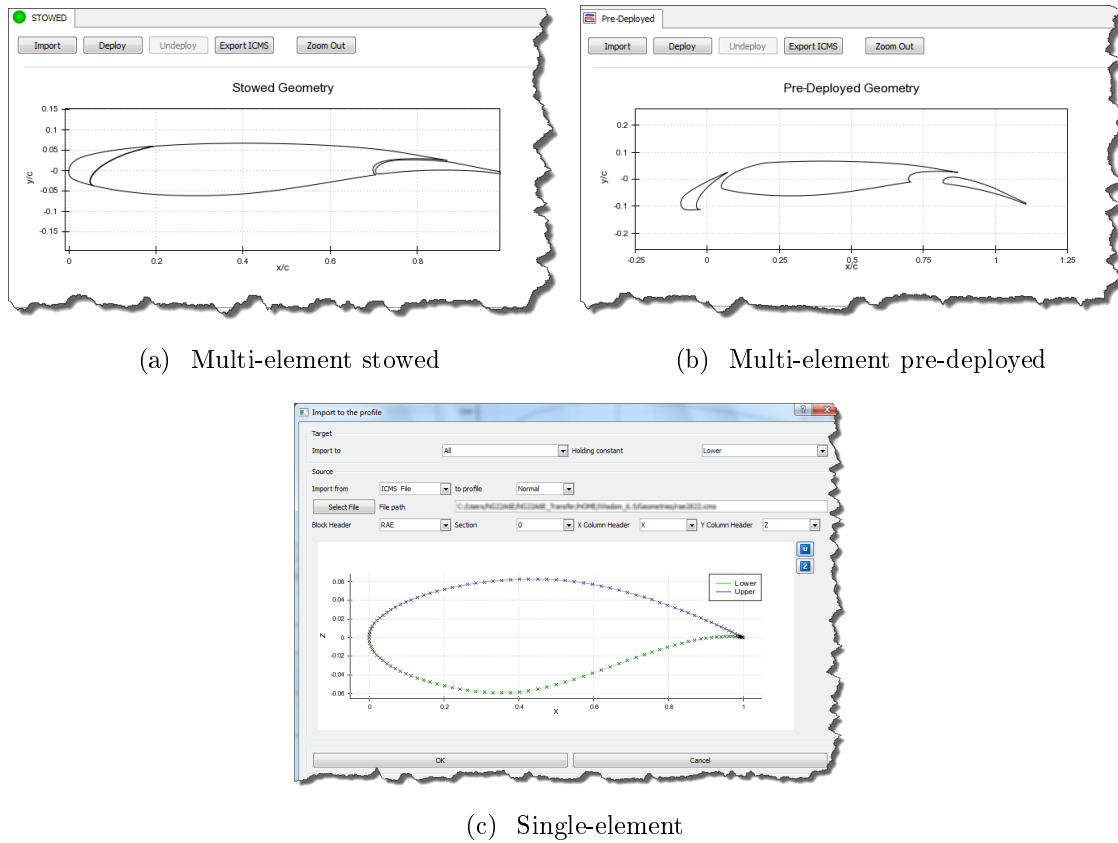 STOWED
Import Deploy Undeploy Export ICMS Zoom Out
Stowed Geometry
0.15
0.1
0.05
-0
-0.05
-0.1
-0.15
y/c
0 0.2 0.4 0.6 0.8
x/c
(a) Multi-element stowed
Pre-Deployed
Import Deploy Undeploy Export ICMS Zoom Out
Pre-Deployed Geometry
0.2
0.1
-0
-0.1
-0.2
y/c
-0.25 0 0.25 0.5 0.75 1 1.25
x/c
(b) Multi-element pre-deployed
Import to the profile
Target
Import to All Holding constant Lower
Source
Import from ICMS File to profile Normal
Select File File path
Block Header RAE Section 0 X Column Header X Y Column Header Z
Lower
Upper
0.06
0.04
0.02
0
-0.02
-0.04
-0.06
Z
0 0.2 0.4 0.6 0.8 1
X
OK Cancel
(c) Single-element